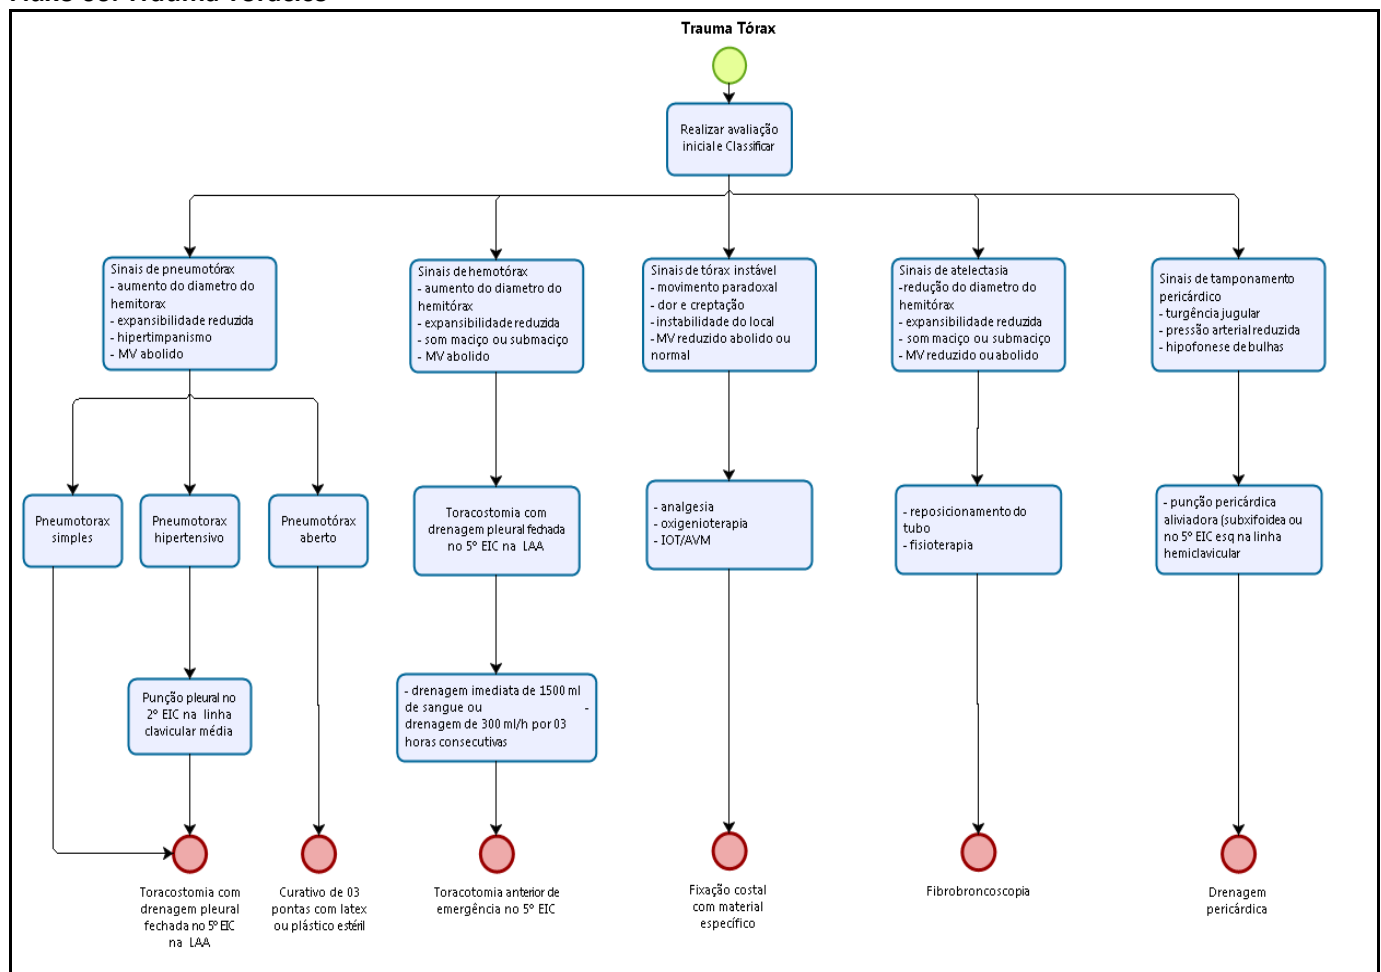 Trauma Tórax
Realizar avaliação
inicial e Classificar
Sinais de pneumotórax
- aumento do diametro do
hemitorax
- expansibilidade reduzida
- hipertimpanismo
- MV abolido
Sinais de hemotórax
- aumento do diametro do
hemitórax
- expansibilidade reduzida
- som maciço ou submaciço
- MV abolido
Sinais de tórax instável
- movimento paradoxal
- dor e creptação
- instabilidade do local
- MV reduzido abolido ou
normal
Sinais de atelectasia
-redução do diametro do
hemitórax
- expansibilidade reduzida
- som maciço ou submaciço
- MV reduzido ou abolido
Sinais de tamponamento
pericárdico
- turgência jugular
- pressão arterial reduzida
- hipofonese de bulhas
Pneumotorax
simples
Pneumotorax
hipertensivo
Pneumotórax
aberto
Toracostomia com
drenagem pleural fechada
no 5º EIC na LAA
- analgesia
- oxigenioterapia
- IOT/AVM
- reposicionamento do
tubo
- fisioterapia
- punção pericárdica
aliviadora (subxifoidea ou
no 5º EIC esq na linha
hemiclavicular
Punção pleural no
2º EIC na linha
clavicular média
- drenagem imediata de 1500 ml
de sangue ou -
drenagem de 300 ml/h por 03
horas consecutivas
Toracostomia com
drenagem pleural
fechada no 5º EIC
na LAA
Curativo de 03
pontas com latex
ou plástico estéril
Toracotomia anterior de
emergência no 5º EIC
Fixação costal
com material
específico
Fibrobroncoscopia
Drenagem
pericárdica